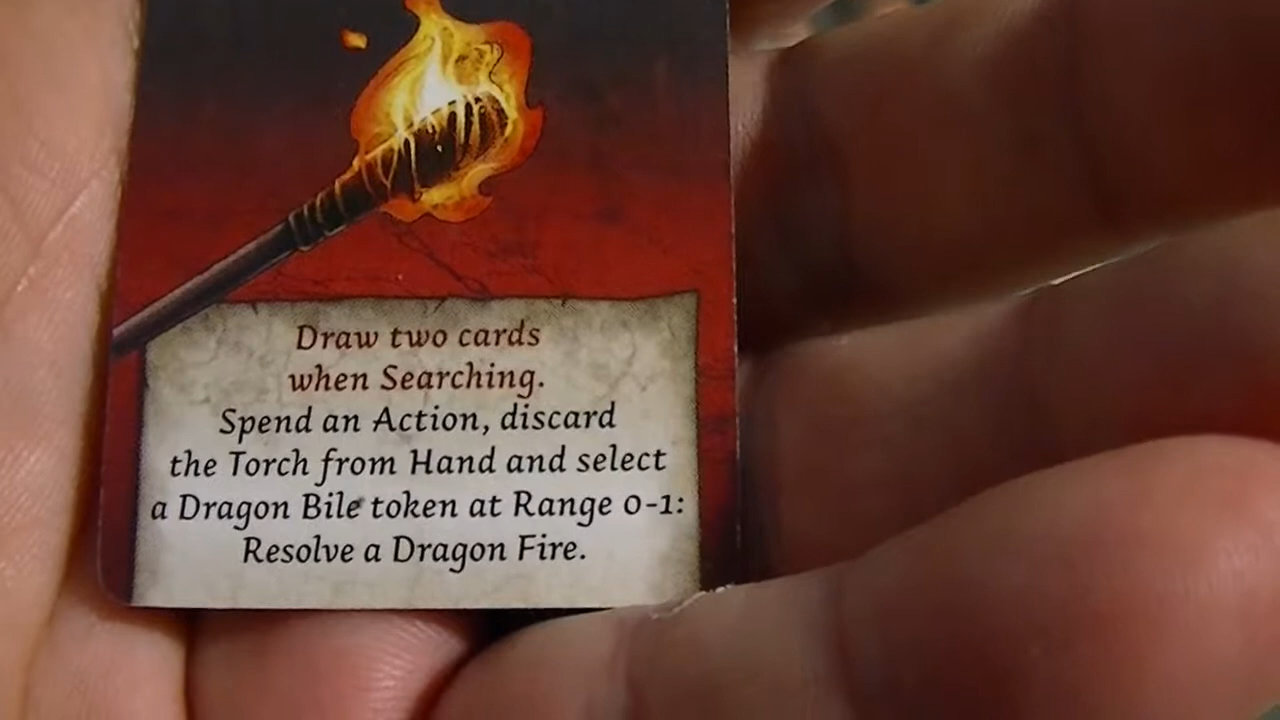 Draw two cards
when Searching.
Spend an Action, discard
the Torch from Hand and select
a Dragon Bile token at Range 0-1:
Resolve a Dragon Fire.